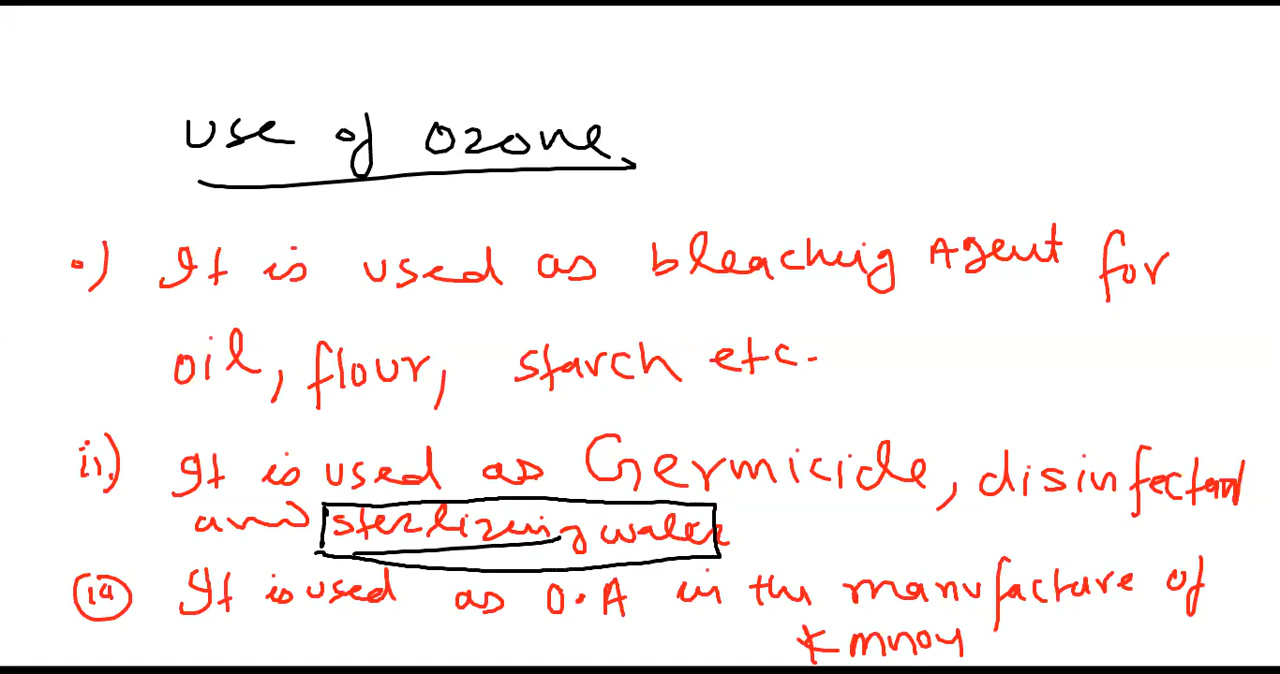 use of ozone
•) It is used as bleaching Agent for
oil, flour, starch etc.
ii) It is used as Germicide, disinfectant
and sterlizing water
iii It is used as O.A in the manufacture of
KMnO4